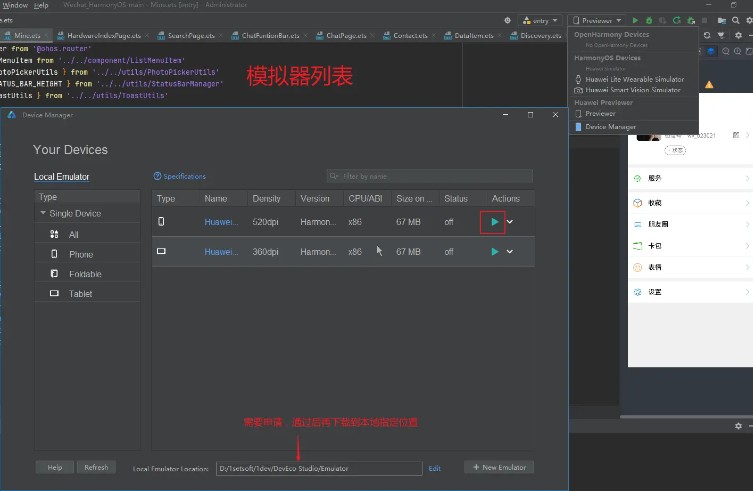 Window Help
Wechat_HarmonyOS main - Mine.ets [entry] - Administrator
e.ets
entry
Previewer
Mine.ets HardwareIndexPage.ets SearchPage.ets ChatFuntionBar.ets ChatPage.ets Contact.ets DataItem.ets Discovery.ets
er from '@ohos.router'
MenuItem from '../../component/ListMenuItem'
hotoPickerUtils } from '../../utils/PhotoPickerUtils'
TATUS_BAR_HEIGHT } from '../../utils/StatusBarManager'
oastUtils } from '../../utils/ToastUtils'
模拟器列表
OpenHarmony Devices
No OpenHarmony Devices
HarmonyOS Devices
Huawei Emulator
Huawei Lite Wearable Simulator
Huawei Smart Vision Simulator
Huawei Previewer
Previewer
Device Manager
+ 状态
服务
收藏
朋友圈
卡包
表情
设置
Device Manager
Your Devices
Local Emulator
Specifications
Filter by name
Type
Single Device
All
Phone
Foldable
Tablet
Type Name Density Version CPU/ABI Size on ... Status Actions
Huawei... 520dpi Harmon... x86 67 MB off
Huawei... 360dpi Harmon... x86 67 MB off
需要申请，通过后再下载到本地指定位置
Help Refresh
Local Emulator Location: D:/1setsoft/1dev/DevEco Studio/Emulator Edit
+ New Emulator